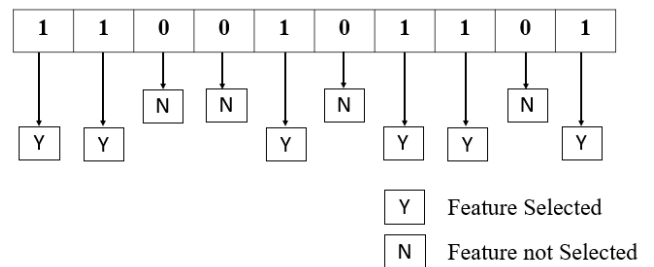 1 1 0 0 1 0 1 1 0 1
N N N N
Y Y Y Y Y Y
Y Feature Selected
N Feature not Selected